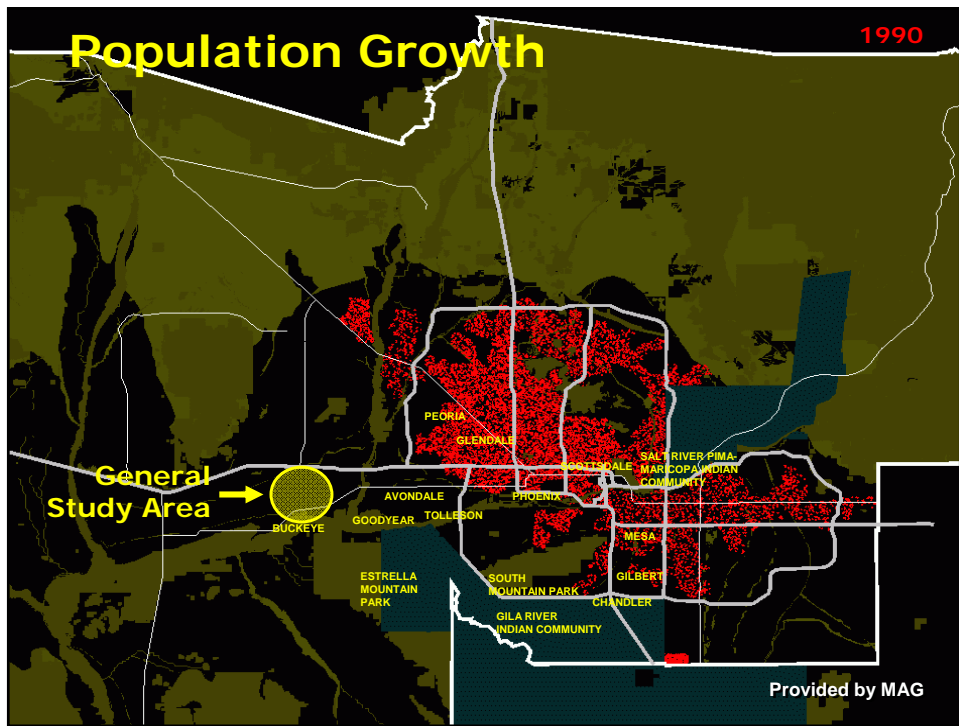 Population Growth
1990
PEORIA
GLENDALE
SCOTTSDALE
SALT RIVER PIMA-
MARICOPA INDIAN
COMMUNITY
General
Study Area
BUCKEYE
AVONDALE
GOODYEAR
TOLLESON
PHOENIX
MESA
ESTRELLA
MOUNTAIN
PARK
SOUTH
MOUNTAIN PARK
GILBERT
CHANDLER
GILA RIVER
INDIAN COMMUNITY
Provided by MAG